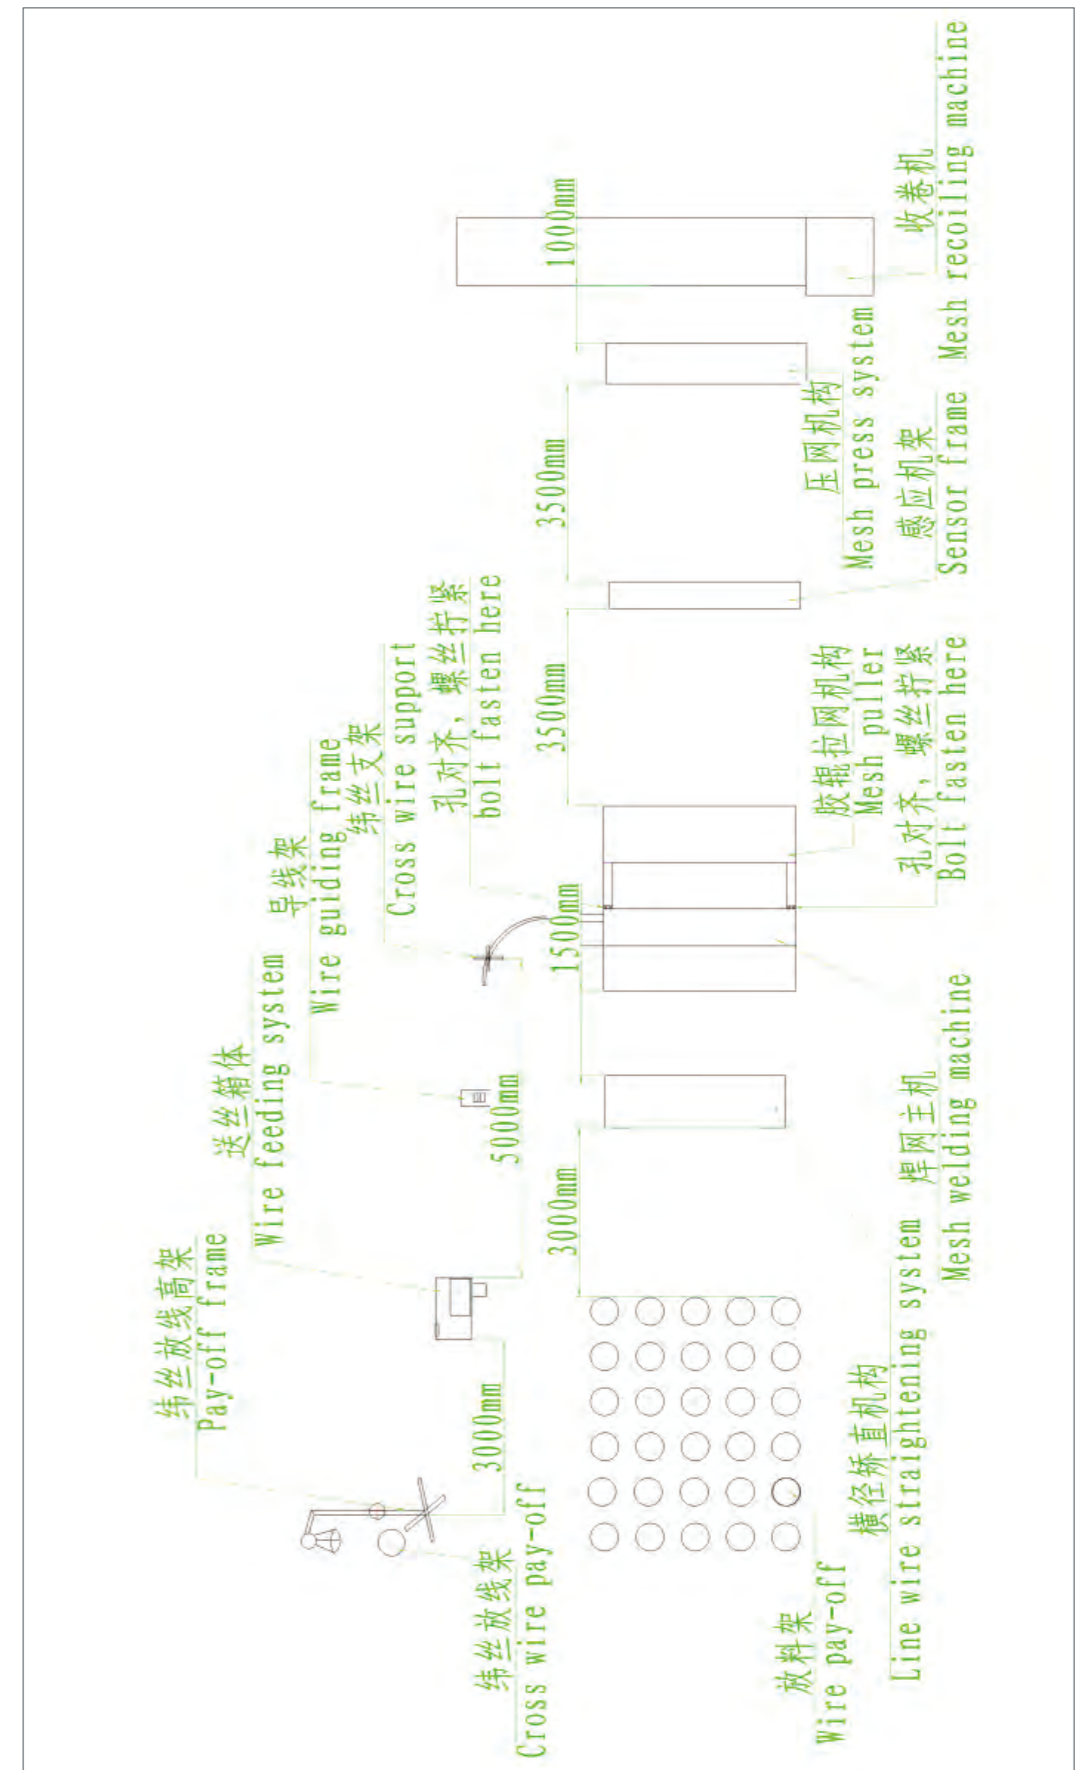 纬丝放线高架
Pay-off frame
送丝箱体
Wire feeding system
导线架
Wire guiding frame
纬丝支架
Cross wire support
孔对齐，螺丝拧紧
bolt fasten here
3000mm
5000mm
纬丝放线架
Cross wire pay-off
3000mm
1500mm
3500mm
3500mm
1000mm
放料架
Wire pay-off
横径矫直机构
Line wire straightening system
焊网主机
Mesh welding machine
胶辊拉网机构
Mesh puller
孔对齐，螺丝拧紧
Bolt fasten here
压网机构
Mesh press system
感应机架
Sensor frame
收卷机
Mesh recoiling machine